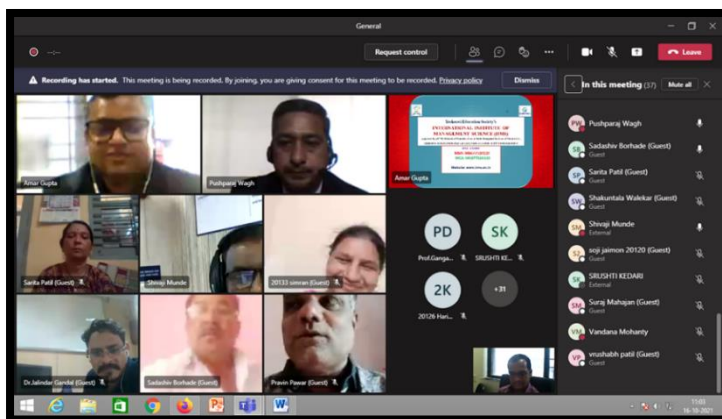 General
Request control
Leave
Recording has started. This meeting is being recorded. By joining, you are giving consent for this meeting to be recorded. Privacy policy
Dismiss
In this meeting (37)
Mute all
Amar Gupta
Pushparaj Wagh
INTERNATIONAL INSTITUTE OF
MANAGEMENT SCIENCE (IIMS)
Amar Gupta
Sarita Patil (Guest)
Shivaji Munde
20133 simran (Guest)
PD
Prof.Ganga...
SK
SRUSHTI KE...
2K
20126 Hari...
+31
Dr.Jalindar Gandal (Guest)
Sadashiv Borhade (Guest)
Pravin Pawar (Guest)
PW
Pushparaj Wagh
SB
Sadashiv Borhade
Guest
SP
Sarita Patil (Guest)
Guest
SW
Shakuntala Walekar (Guest)
Guest
SM
Shivaji Munde
External
soji jaimon 20120 (Guest)
Guest
SK
SRUSHTI KEDARI
External
SM
Suraj Mahajan (Guest)
Guest
VM
Vandana Mohanty
VP
vrushabh patil (Guest)
Guest
11:03
16-10-2021